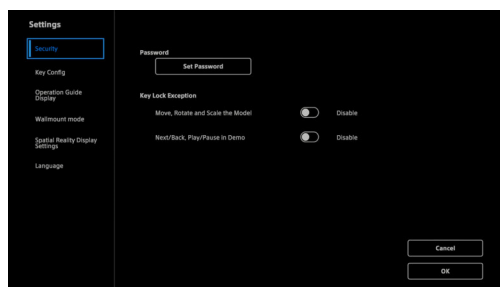 Settings
Security
Key Config
Operation Guide
Display
Wallmount mode
Spatial Reality Display
Settings
Language
Password
Set Password
Key Lock Exception
Move, Rotate and Scale the Model
Disable
Next/Back, Play/Pause in Demo
Disable
Cancel
OK